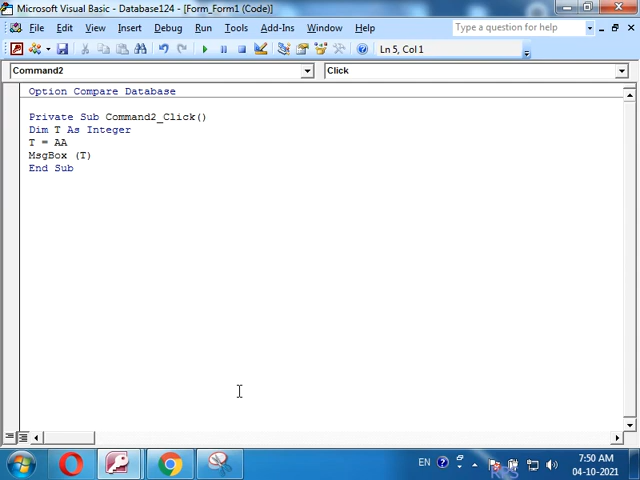 Microsoft Visual Basic - Database124 - [Form_Form1 (Code)]
File Edit View Insert Debug Run Tools Add-Ins Window Help Type a question for help
Ln 5, Col 1
Command2 Click
Option Compare Database
Private Sub Command2_Click()
Dim T As Integer
T = AA
MsgBox (T)
End Sub
EN 7:50 AM
04-10-2021